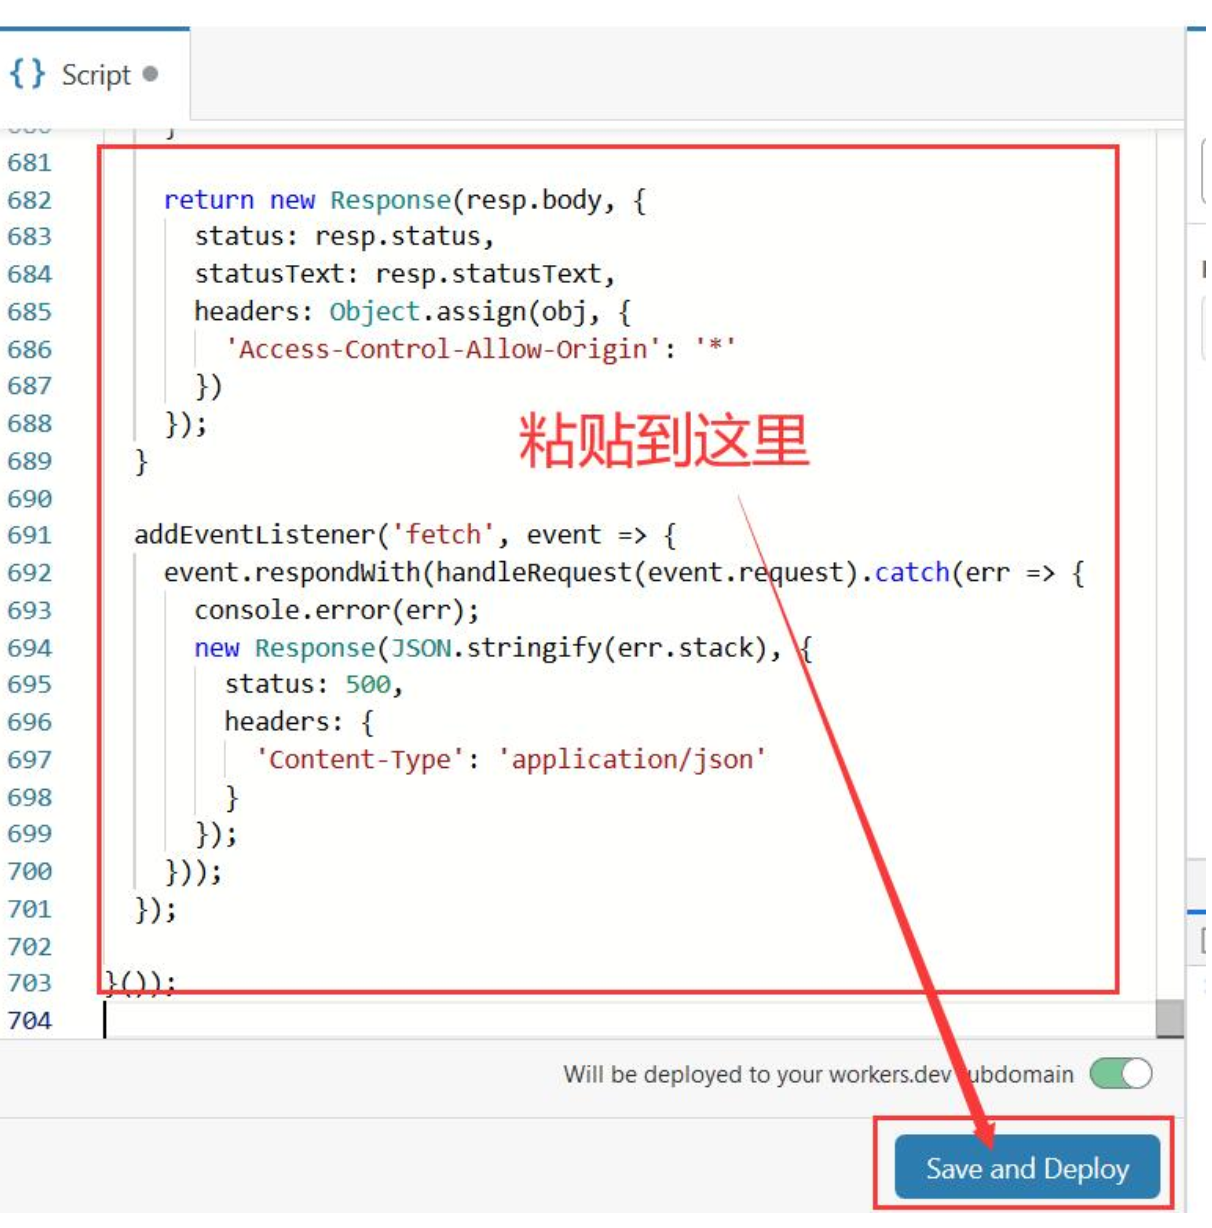 {} Script
}
681
682 return new Response(resp.body, {
683 status: resp.status,
684 statusText: resp.statusText,
685 headers: Object.assign(obj, {
686 'Access-Control-Allow-Origin': '*'
687 })
688 });
689 }
690
粘贴到这里
691 addEventListener('fetch', event => {
692 event.respondWith(handleRequest(event.request).catch(err => {
693 console.error(err);
694 new Response(JSON.stringify(err.stack), {
695 status: 500,
696 headers: {
697 'Content-Type': 'application/json'
698 }
699 });
700 }));
701 });
702
703 }());
704
Will be deployed to your workers.dev subdomain
Save and Deploy